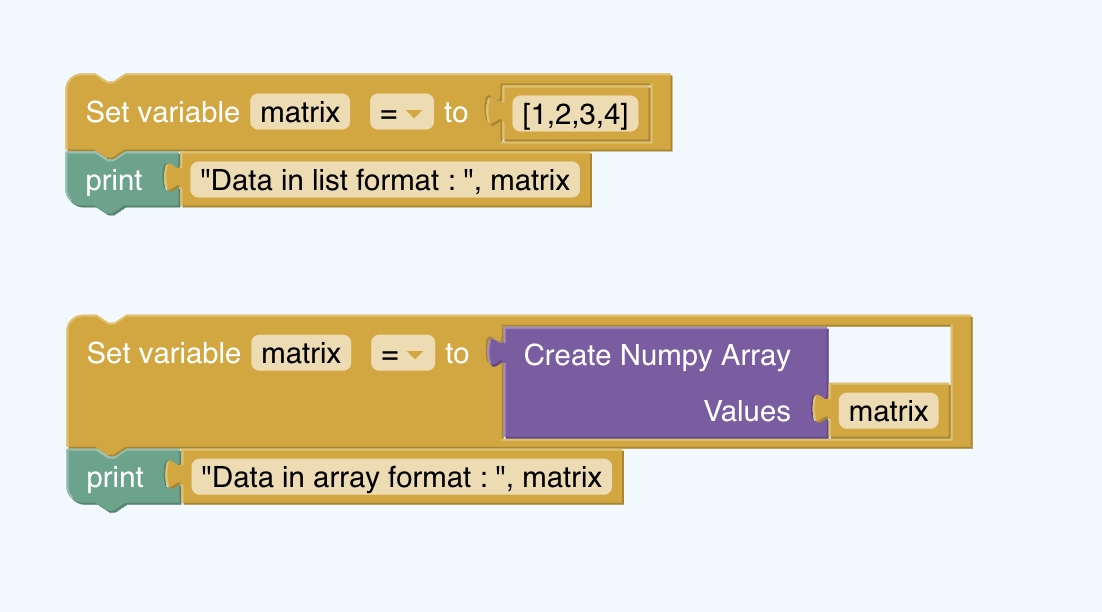 Set variable matrix = to [1,2,3,4]
print "Data in list format : ", matrix
Set variable matrix = to Create Numpy Array
Values matrix
print "Data in array format : ", matrix